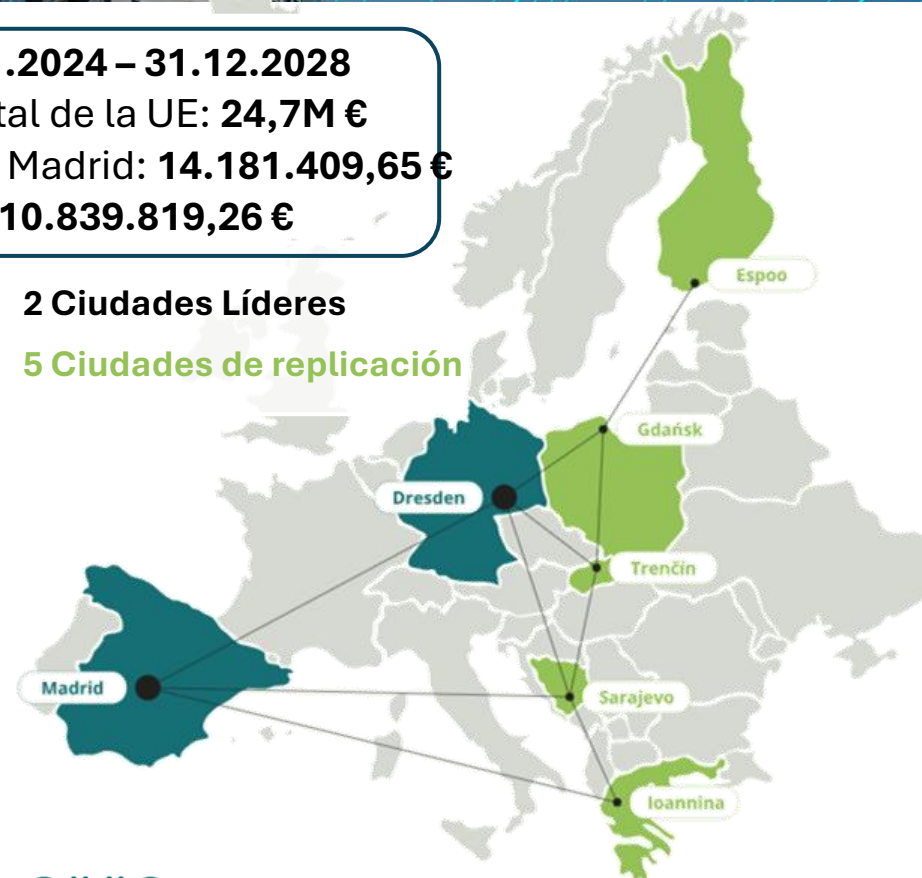 .2024 – 31.12.2028
tal de la UE: 24,7M €
Madrid: 14.181.409,65 €
10.839.819,26 €
2 Ciudades Líderes
5 Ciudades de replicación
Espoo
Gdańsk
Dresden
Trenčín
Madrid
Sarajevo
Ioannina